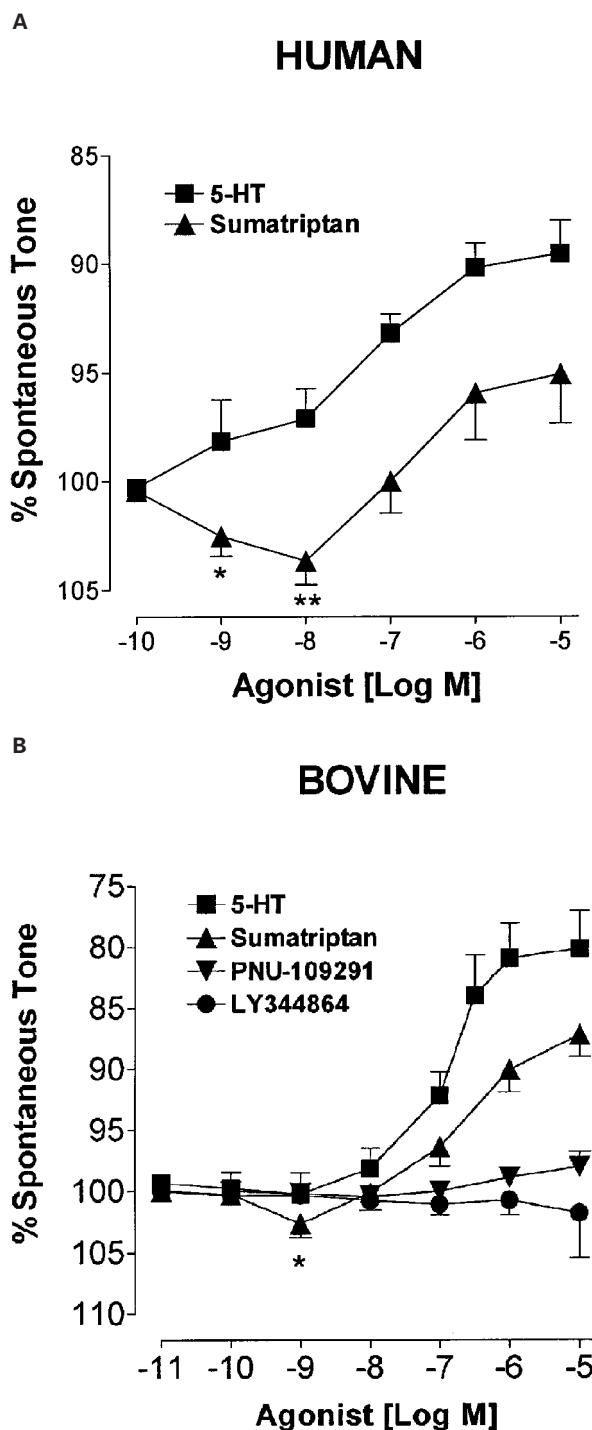 A
HUMAN
85
90
95
100
105
% Spontaneous Tone
5-HT
Sumatriptan
*
**
-10 -9 -8 -7 -6 -5
Agonist [Log M]
B
BOVINE
75
80
85
90
95
100
105
110
% Spontaneous Tone
5-HT
Sumatriptan
PNU-109291
LY344864
*
-11 -10 -9 -8 -7 -6 -5
Agonist [Log M]